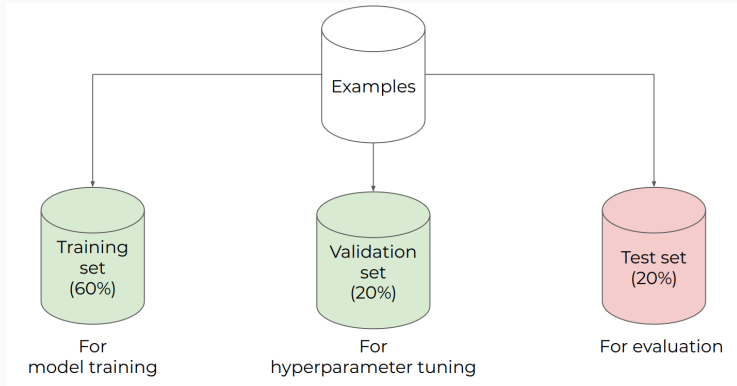 Examples
Training
set
(60%)
Validation
set
(20%)
Test set
(20%)
For
model training
For
hyperparameter tuning
For evaluation